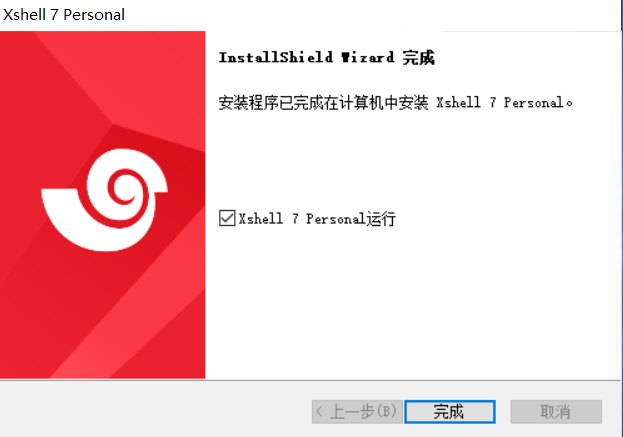 Xshell 7 Personal
InstallShield Wizard 完成
安装程序已完成在计算机中安装 Xshell 7 Personal。
Xshell 7 Personal运行
< 上一步(B)
完成
取消